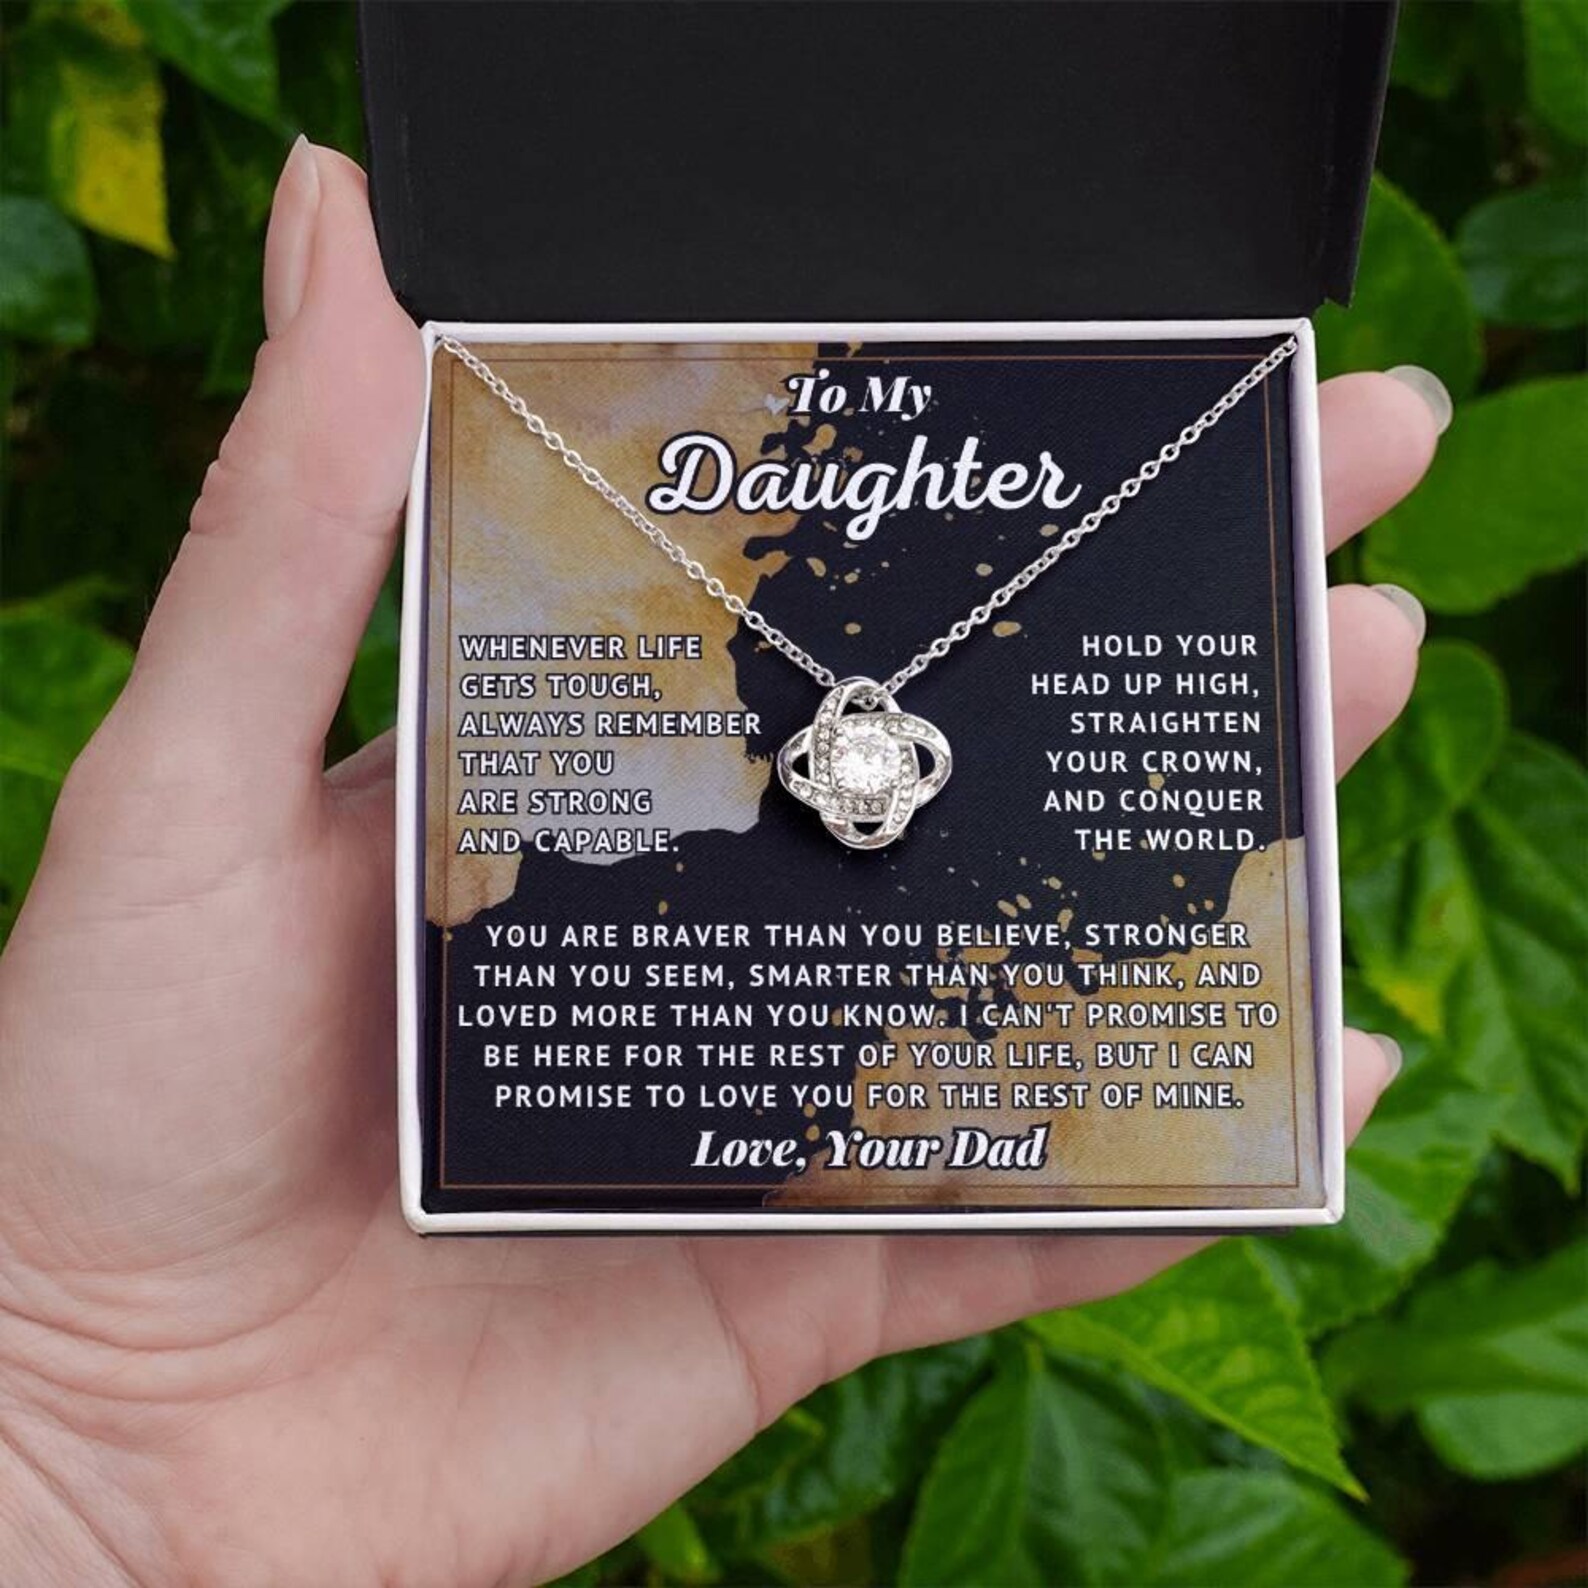 To My
Daughter
WHENEVER LIFE
GETS TOUGH,
ALWAYS REMEMBER
THAT YOU
ARE STRONG
AND CAPABLE.
HOLD YOUR
HEAD UP HIGH,
STRAIGHTEN
YOUR CROWN,
AND CONQUER
THE WORLD.
YOU ARE BRAVER THAN YOU BELIEVE, STRONGER
THAN YOU SEEM, SMARTER THAN YOU THINK, AND
LOVED MORE THAN YOU KNOW. I CAN'T PROMISE TO
BE HERE FOR THE REST OF YOUR LIFE, BUT I CAN
PROMISE TO LOVE YOU FOR THE REST OF MINE.
Love, Your Dad